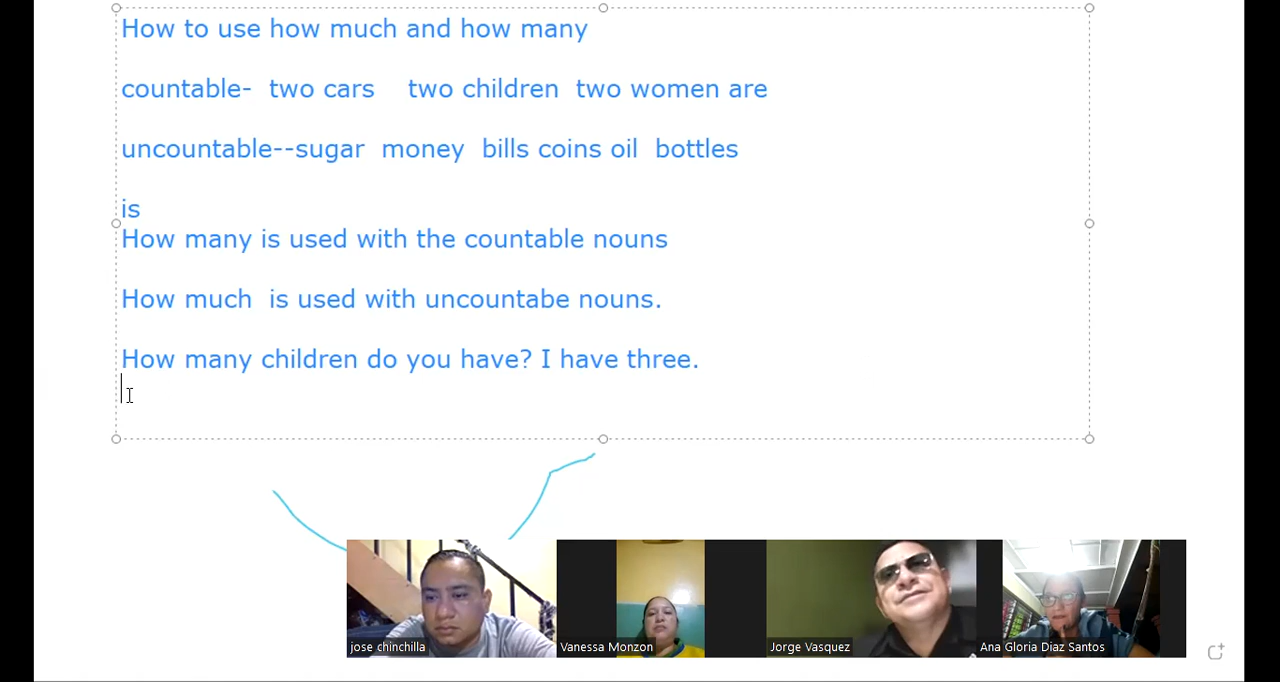 How to use how much and how many
countable- two cars two children two women are
uncountable--sugar money bills coins oil bottles
is
How many is used with the countable nouns
How much is used with uncountabe nouns.
How many children do you have? I have three.
jose chinchilla
Vanessa Monzon
Jorge Vasquez
Ana Gloria Diaz Santos